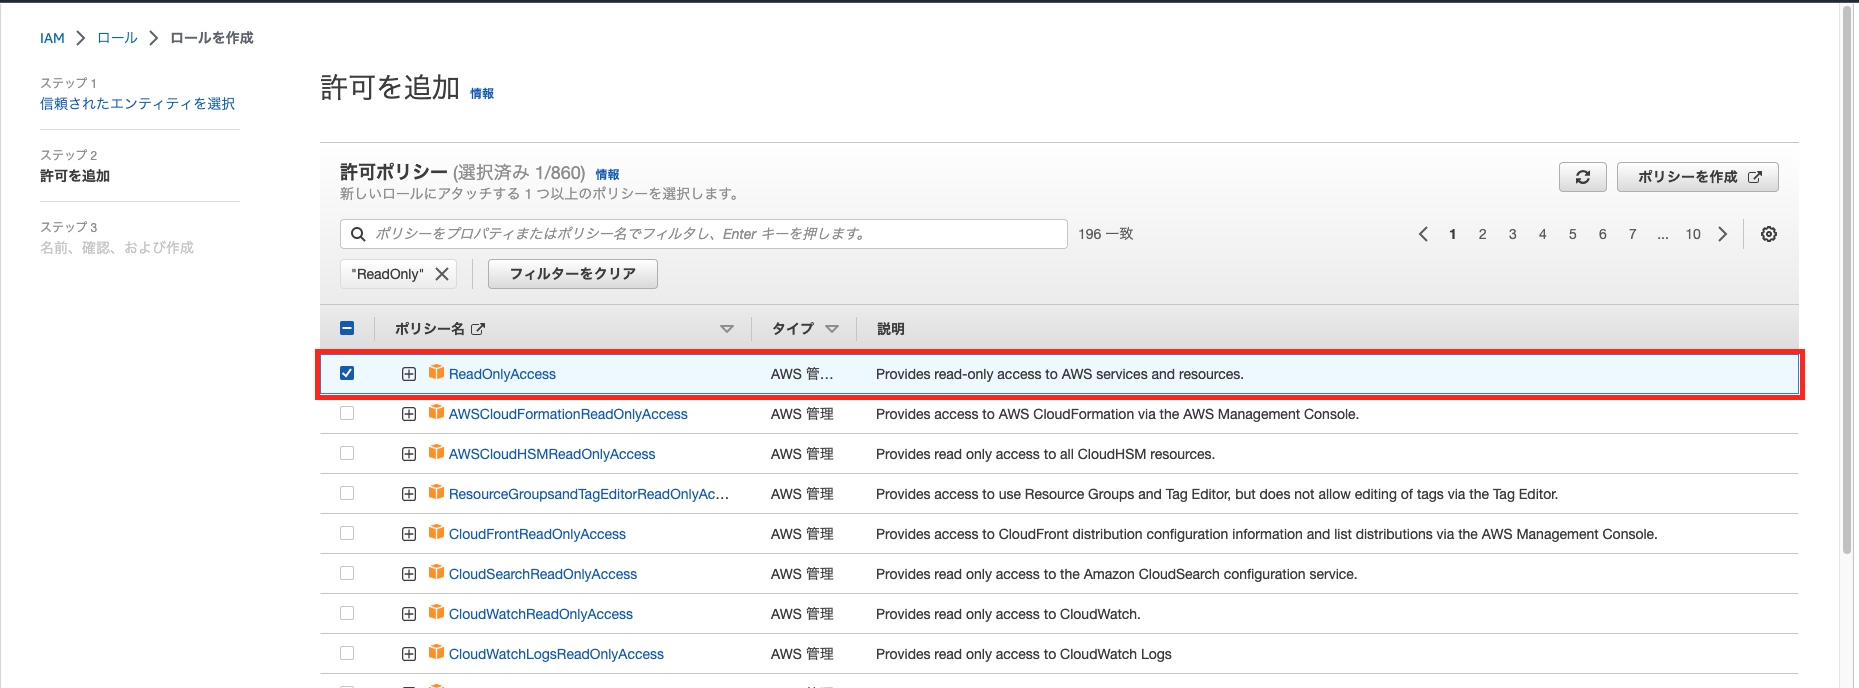 IAM > ロール > ロールを作成
ステップ 1
信頼されたエンティティを選択
ステップ 2
許可を追加
ステップ 3
名前、確認、および作成
許可を追加 情報
許可ポリシー (選択済み 1/860) 情報
新しいロールにアタッチする 1 つ以上のポリシーを選択します。
ポリシーを作成
ポリシーをプロパティまたはポリシー名でフィルタし、Enter キーを押します。 196 一致
1 2 3 4 5 6 7 ... 10
"ReadOnly" フィルターをクリア
ポリシー名 タイプ 説明
ReadOnlyAccess AWS 管... Provides read-only access to AWS services and resources.
AWSCloudFormationReadOnlyAccess AWS 管理 Provides access to AWS CloudFormation via the AWS Management Console.
AWSCloudHSMReadOnlyAccess AWS 管理 Provides read only access to all CloudHSM resources.
ResourceGroupsandTagEditorReadOnlyAc... AWS 管理 Provides access to use Resource Groups and Tag Editor, but does not allow editing of tags via the Tag Editor.
CloudFrontReadOnlyAccess AWS 管理 Provides access to CloudFront distribution configuration information and list distributions via the AWS Management Console.
CloudSearchReadOnlyAccess AWS 管理 Provides read only access to the Amazon CloudSearch configuration service.
CloudWatchReadOnlyAccess AWS 管理 Provides read only access to CloudWatch.
CloudWatchLogsReadOnlyAccess AWS 管理 Provides read only access to CloudWatch Logs